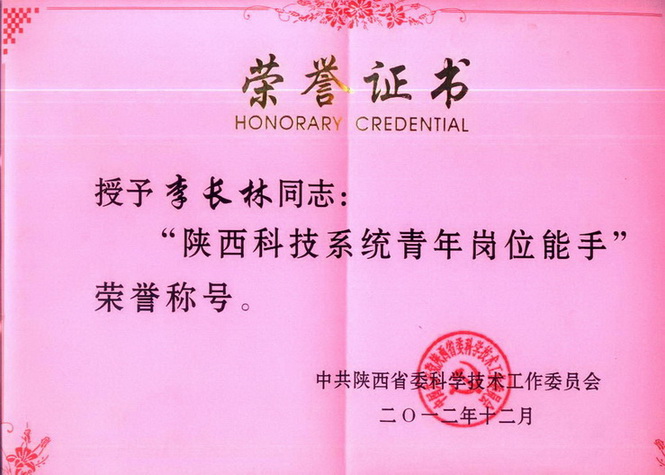 荣誉证书
HONORARY CREDENTIAL
授予李长林同志：
“陕西科技系统青年岗位能手”
荣誉称号。
中共陕西省委科学技术工作委员会
二〇一二年十二月